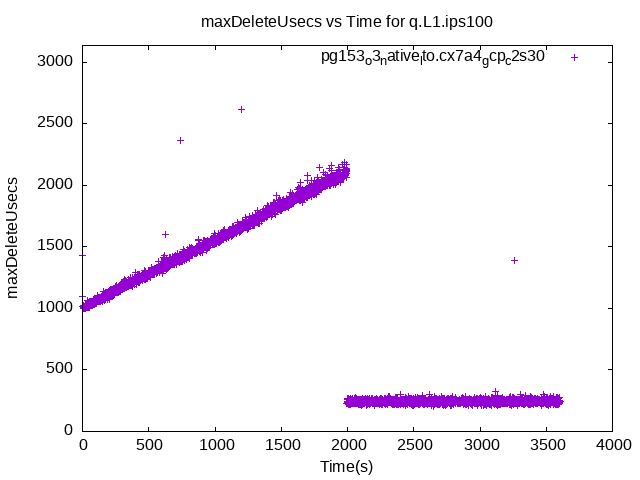 maxDeleteUsecs vs Time for q.L1.ips100
pg153_o3_native_lto.cx7a4_gcp_c2s30
3000
2500
2000
1500
1000
500
0
maxDeleteUsecs
0 500 1000 1500 2000 2500 3000 3500 4000
Time(s)